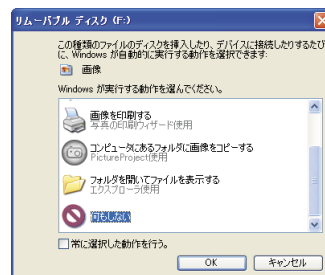 リムーバブル ディスク (F:)
この種類のファイルのディスクを挿入したり、デバイスに接続したりするたび
に、Windows が自動的に実行する動作を選択できます:
画像
Windows が実行する動作を選んでください。
画像を印刷する
写真の印刷ウィザード使用
コンピュータにあるフォルダに画像をコピーする
PictureProject使用
フォルダを開いてファイルを表示する
エクスプローラ使用
何もしない
常に選択した動作を行う。
OK
キャンセル